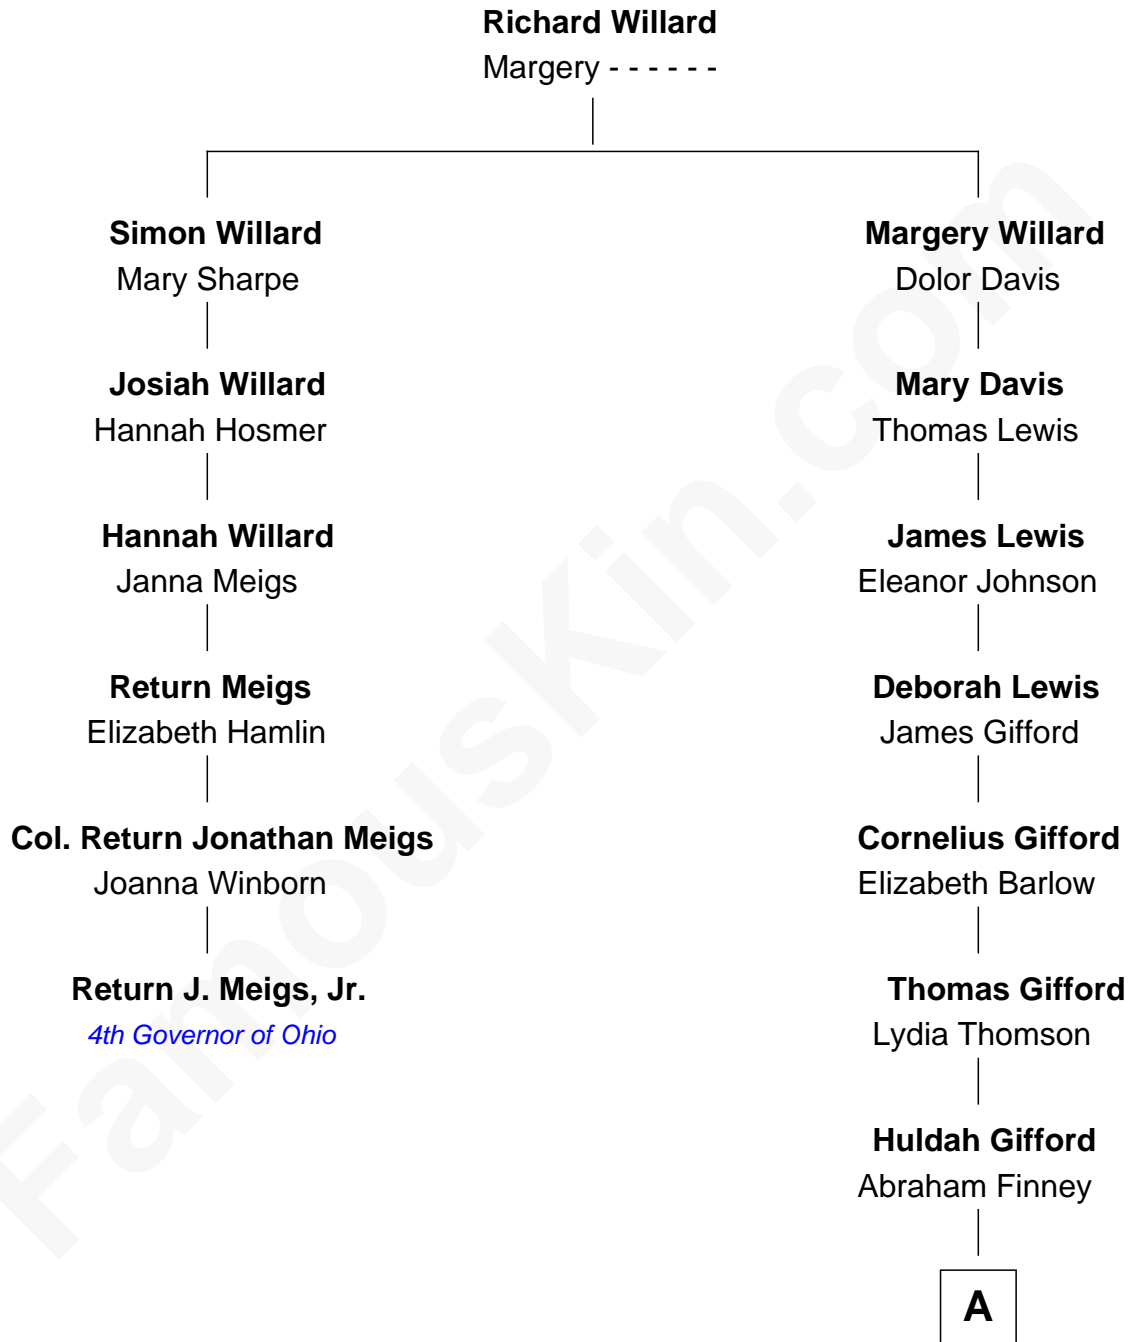 Richard Willard
Margery - - - - - -
Simon Willard
Mary Sharpe
Margery Willard
Dolor Davis
Josiah Willard
Hannah Hosmer
Mary Davis
Thomas Lewis
Hannah Willard
Janna Meigs
James Lewis
Eleanor Johnson
Return Meigs
Elizabeth Hamlin
Deborah Lewis
James Gifford
Col. Return Jonathan Meigs
Joanna Winborn
Cornelius Gifford
Elizabeth Barlow
Return J. Meigs, Jr.
4th Governor of Ohio
Thomas Gifford
Lydia Thomson
Huldah Gifford
Abraham Finney
A
FamousKin.com